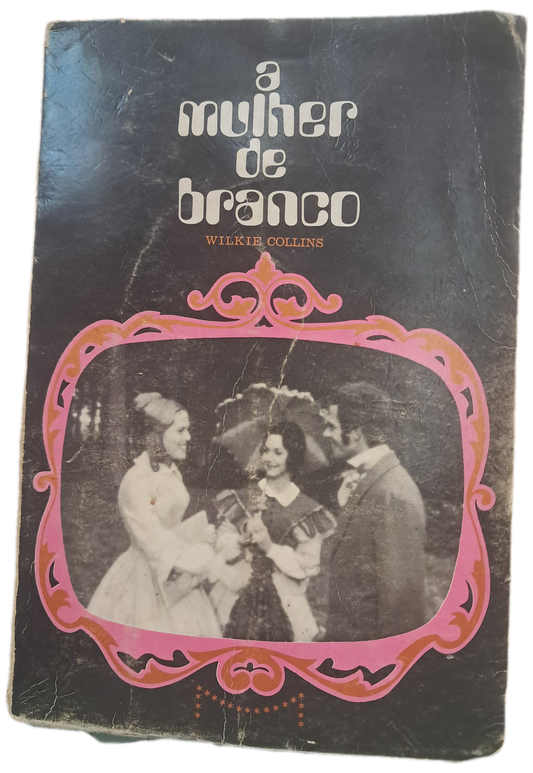 a
mulher
de
branco
WILKIE COLLINS